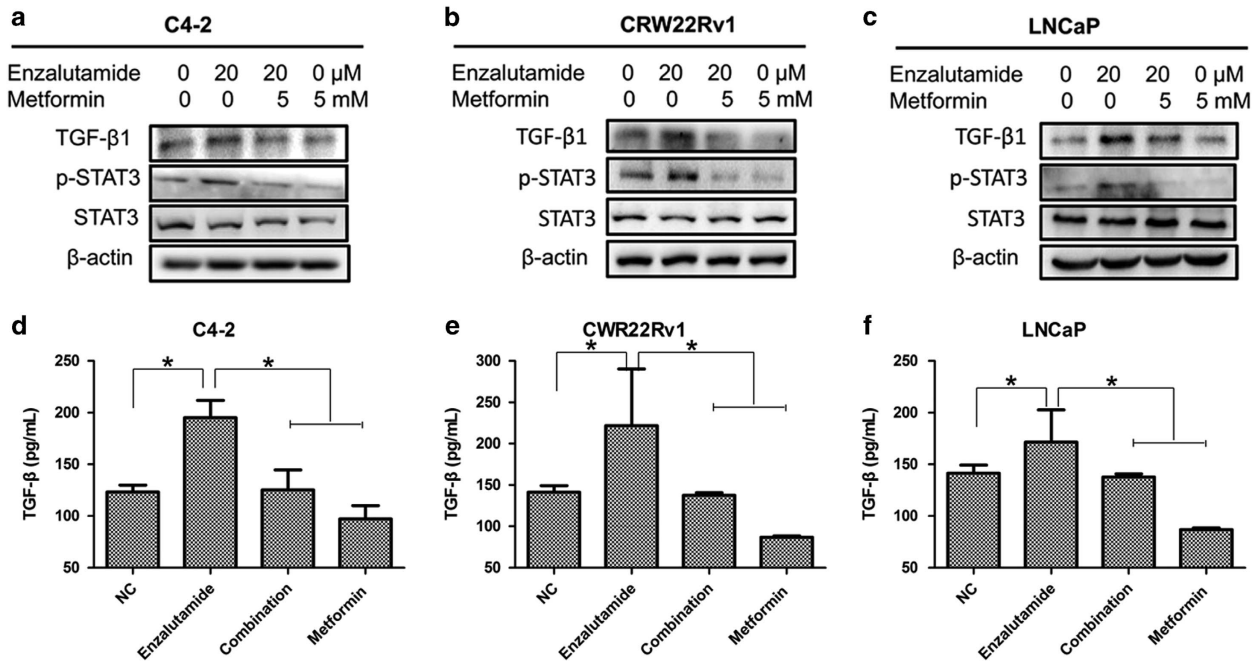 a C4-2
Enzalutamide 0 20 20 0 μM
Metformin 0 0 5 5 mM
TGF-β1
p-STAT3
STAT3
β-actin
b CRW22Rv1
Enzalutamide 0 20 20 0 μM
Metformin 0 0 5 5 mM
TGF-β1
p-STAT3
STAT3
β-actin
c LNCaP
Enzalutamide 0 20 20 0 μM
Metformin 0 0 5 5 mM
TGF-β1
p-STAT3
STAT3
β-actin
d C4-2
TGF-β (pg/mL)
250
200
150
100
50
* *
NC Enzalutamide Combination Metformin
e CWR22Rv1
TGF-β (pg/mL)
300
250
200
150
100
50
* *
NC Enzalutamide Combination Metformin
f LNCaP
TGF-β (pg/mL)
250
200
150
100
50
* *
NC Enzalutamide Combination Metformin